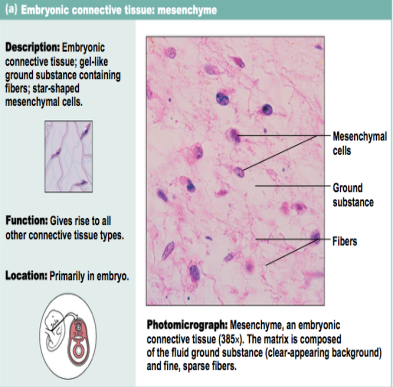 (a) Embryonic connective tissue: mesenchyme
Description: Embryonic
connective tissue; gel-like
ground substance containing
fibers; star-shaped
mesenchymal cells.
Function: Gives rise to all
other connective tissue types.
Location: Primarily in embryo.
Mesenchymal
cells
Ground
substance
Fibers
Photomicrograph: Mesenchyme, an embryonic
connective tissue (385×). The matrix is composed
of the fluid ground substance (clear-appearing background)
and fine, sparse fibers.